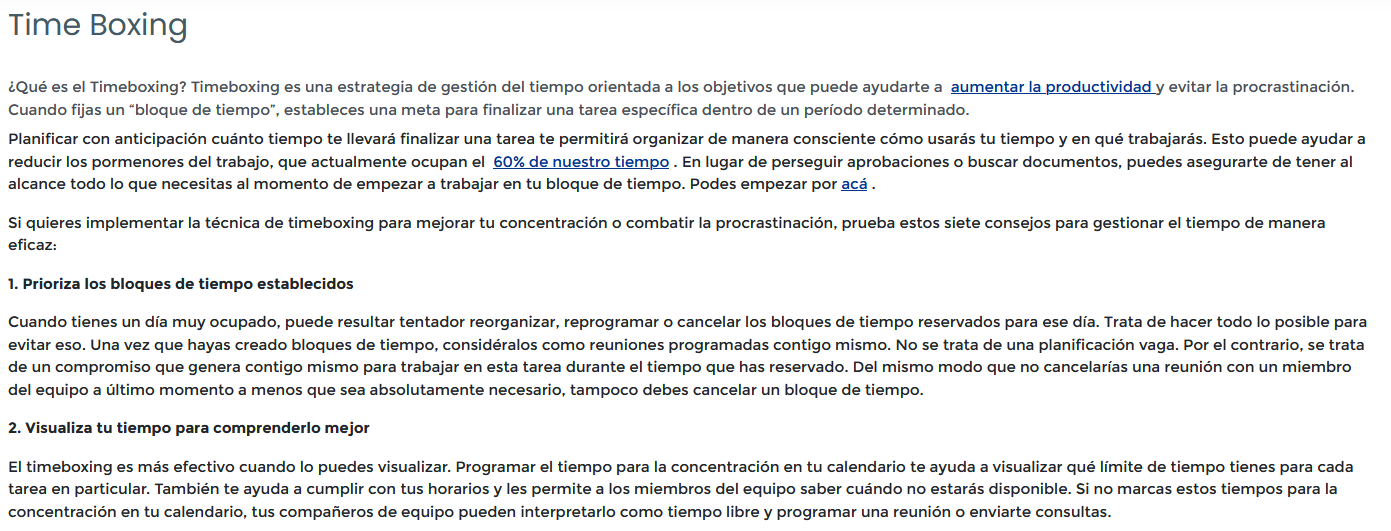 Time Boxing
¿Qué es el Timeboxing? Timeboxing es una estrategia de gestión del tiempo orientada a los objetivos que puede ayudarte a aumentar la productividad y evitar la procrastinación.
Cuando fijas un “bloque de tiempo”, estableces una meta para finalizar una tarea específica dentro de un período determinado.
Planificar con anticipación cuánto tiempo te llevará finalizar una tarea te permitirá organizar de manera consciente cómo usarás tu tiempo y en qué trabajarás. Esto puede ayudar a
reducir los pormenores del trabajo, que actualmente ocupan el 60% de nuestro tiempo . En lugar de perseguir aprobaciones o buscar documentos, puedes asegurarte de tener al
alcance todo lo que necesitas al momento de empezar a trabajar en tu bloque de tiempo. Podes empezar por acá .
Si quieres implementar la técnica de timeboxing para mejorar tu concentración o combatir la procrastinación, prueba estos siete consejos para gestionar el tiempo de manera
eficaz:
1. Prioriza los bloques de tiempo establecidos
Cuando tienes un día muy ocupado, puede resultar tentador reorganizar, reprogramar o cancelar los bloques de tiempo reservados para ese día. Trata de hacer todo lo posible para
evitar eso. Una vez que hayas creado bloques de tiempo, considéralos como reuniones programadas contigo mismo. No se trata de una planificación vaga. Por el contrario, se trata
de un compromiso que genera contigo mismo para trabajar en esta tarea durante el tiempo que has reservado. Del mismo modo que no cancelarías una reunión con un miembro
del equipo a último momento a menos que sea absolutamente necesario, tampoco debes cancelar un bloque de tiempo.
2. Visualiza tu tiempo para comprenderlo mejor
El timeboxing es más efectivo cuando lo puedes visualizar. Programar el tiempo para la concentración en tu calendario te ayuda a visualizar qué límite de tiempo tienes para cada
tarea en particular. También te ayuda a cumplir con tus horarios y les permite a los miembros del equipo saber cuándo no estarás disponible. Si no marcas estos tiempos para la
concentración en tu calendario, tus compañeros de equipo pueden interpretarlo como tiempo libre y programar una reunión o enviarte consultas.